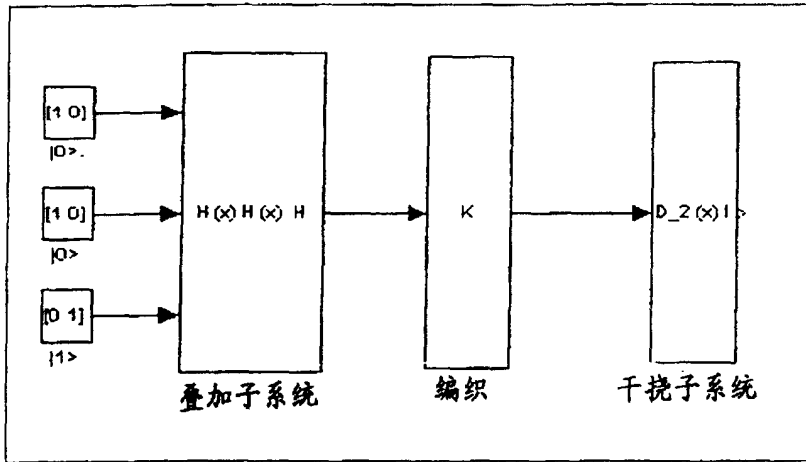 [1 0]
|0>.
[1 0]
|0>
[0 1]
|1>
H(x)H(x) H
K
D_2(x)I
叠加子系统
编织
干挠子系统